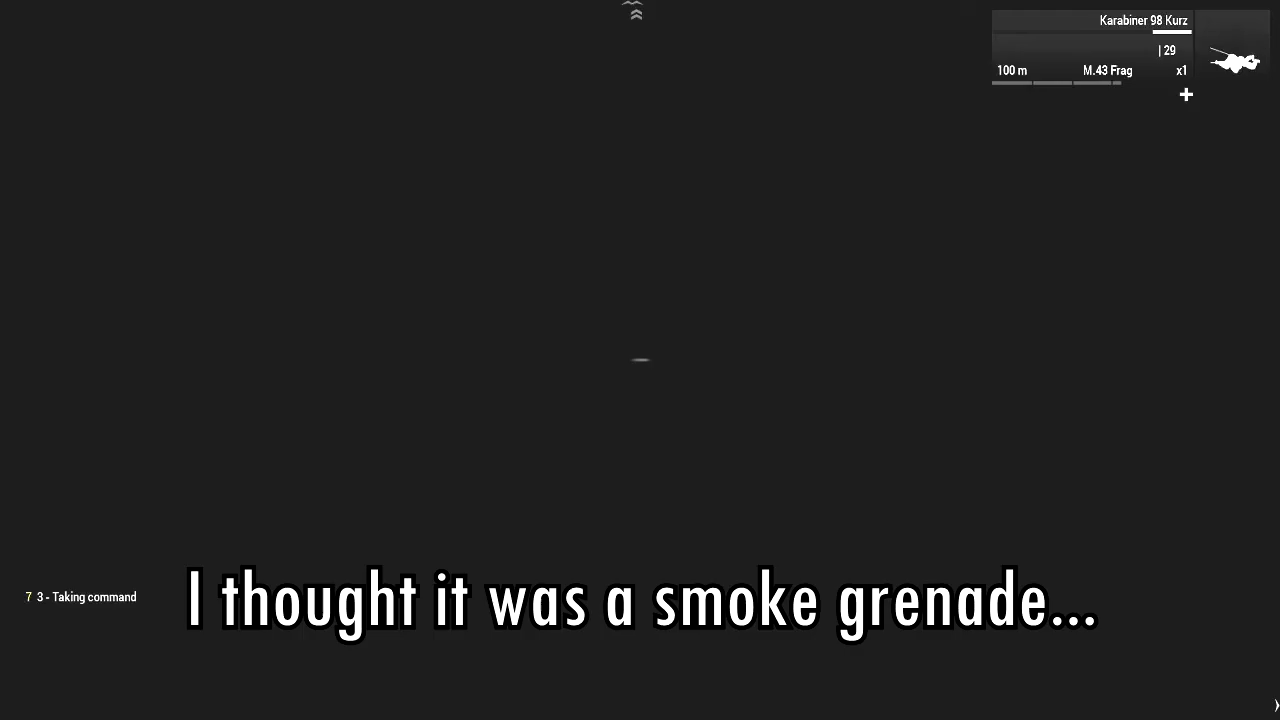 Karabiner 98 Kurz
| 29
100 m M.43 Frag x1
7 3 - Taking command
I thought it was a smoke grenade...